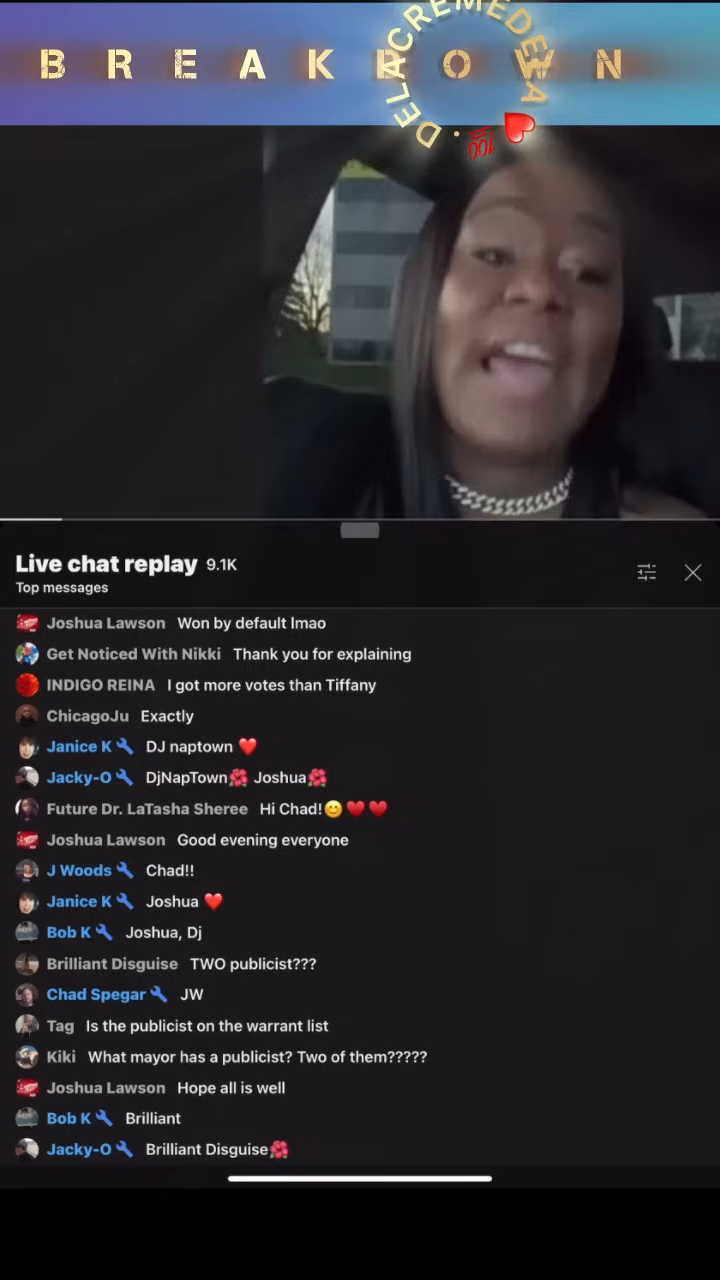 BREAKDOWN
DELACREMEDELA . 💯 ❤️
Live chat replay 9.1K
Top messages
Joshua Lawson Won by default lmao
Get Noticed With Nikki Thank you for explaining
INDIGO REINA I got more votes than Tiffany
ChicagoJu Exactly
Janice K 🔧 DJ naptown ❤️
Jacky-O 🔧 DjNapTown🌺 Joshua🌺
Future Dr. LaTasha Sheree Hi Chad!😊❤️❤️
Joshua Lawson Good evening everyone
J Woods 🔧 Chad!!
Janice K 🔧 Joshua ❤️
Bob K 🔧 Joshua, Dj
Brilliant Disguise TWO publicist???
Chad Spegar 🔧 JW
Tag Is the publicist on the warrant list
Kiki What mayor has a publicist? Two of them?????
Joshua Lawson Hope all is well
Bob K 🔧 Brilliant
Jacky-O 🔧 Brilliant Disguise🌺